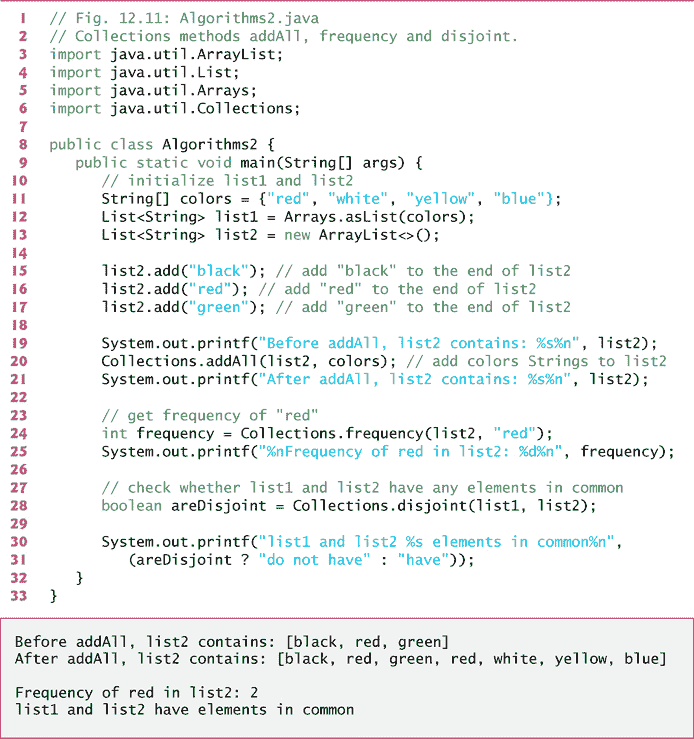 1 // Fig. 12.11: Algorithms2.java
2 // Collections methods addAll, frequency and disjoint.
3 import java.util.ArrayList;
4 import java.util.List;
5 import java.util.Arrays;
6 import java.util.Collections;
7
8 public class Algorithms2 {
9    public static void main(String[] args) {
10       // initialize list1 and list2
11       String[] colors = {"red", "white", "yellow", "blue"};
12       List<String> list1 = Arrays.asList(colors);
13       List<String> list2 = new ArrayList<>();
14
15       list2.add("black"); // add "black" to the end of list2
16       list2.add("red"); // add "red" to the end of list2
17       list2.add("green"); // add "green" to the end of list2
18
19       System.out.printf("Before addAll, list2 contains: %s%n", list2);
20       Collections.addAll(list2, colors); // add colors Strings to list2
21       System.out.printf("After addAll, list2 contains: %s%n", list2);
22
23       // get frequency of "red"
24       int frequency = Collections.frequency(list2, "red");
25       System.out.printf("%nFrequency of red in list2: %d%n", frequency);
26
27       // check whether list1 and list2 have any elements in common
28       boolean areDisjoint = Collections.disjoint(list1, list2);
29
30       System.out.printf("list1 and list2 %s elements in common%n",
31          (areDisjoint ? "do not have" : "have"));
32    }
33 }
Before addAll, list2 contains: [black, red, green]
After addAll, list2 contains: [black, red, green, red, white, yellow, blue]

Frequency of red in list2: 2
list1 and list2 have elements in common